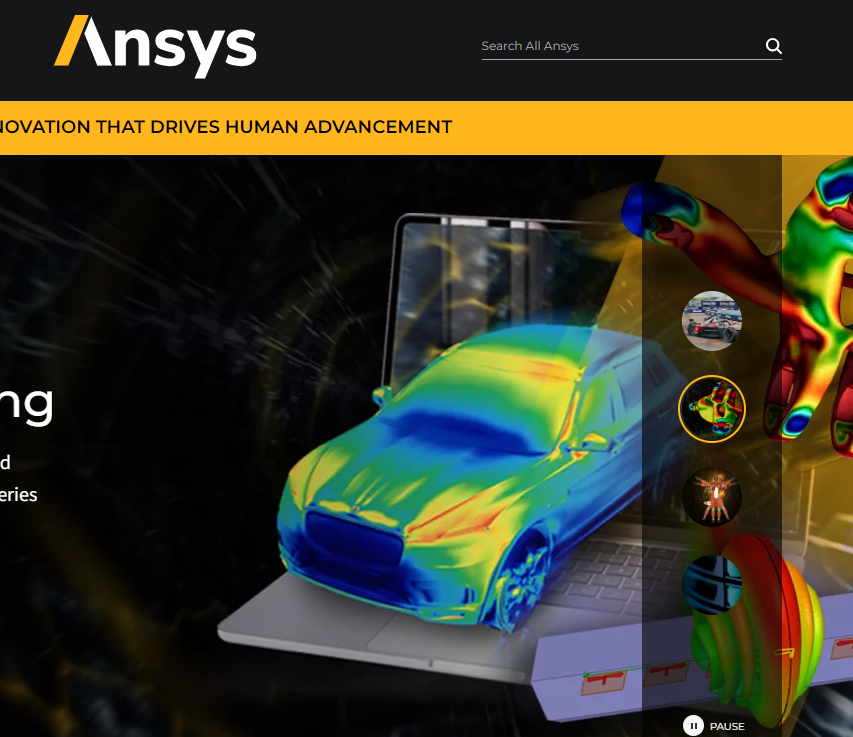 Ansys
Search All Ansys
NOVATION THAT DRIVES HUMAN ADVANCEMENT
ng
d
eries
PAUSE